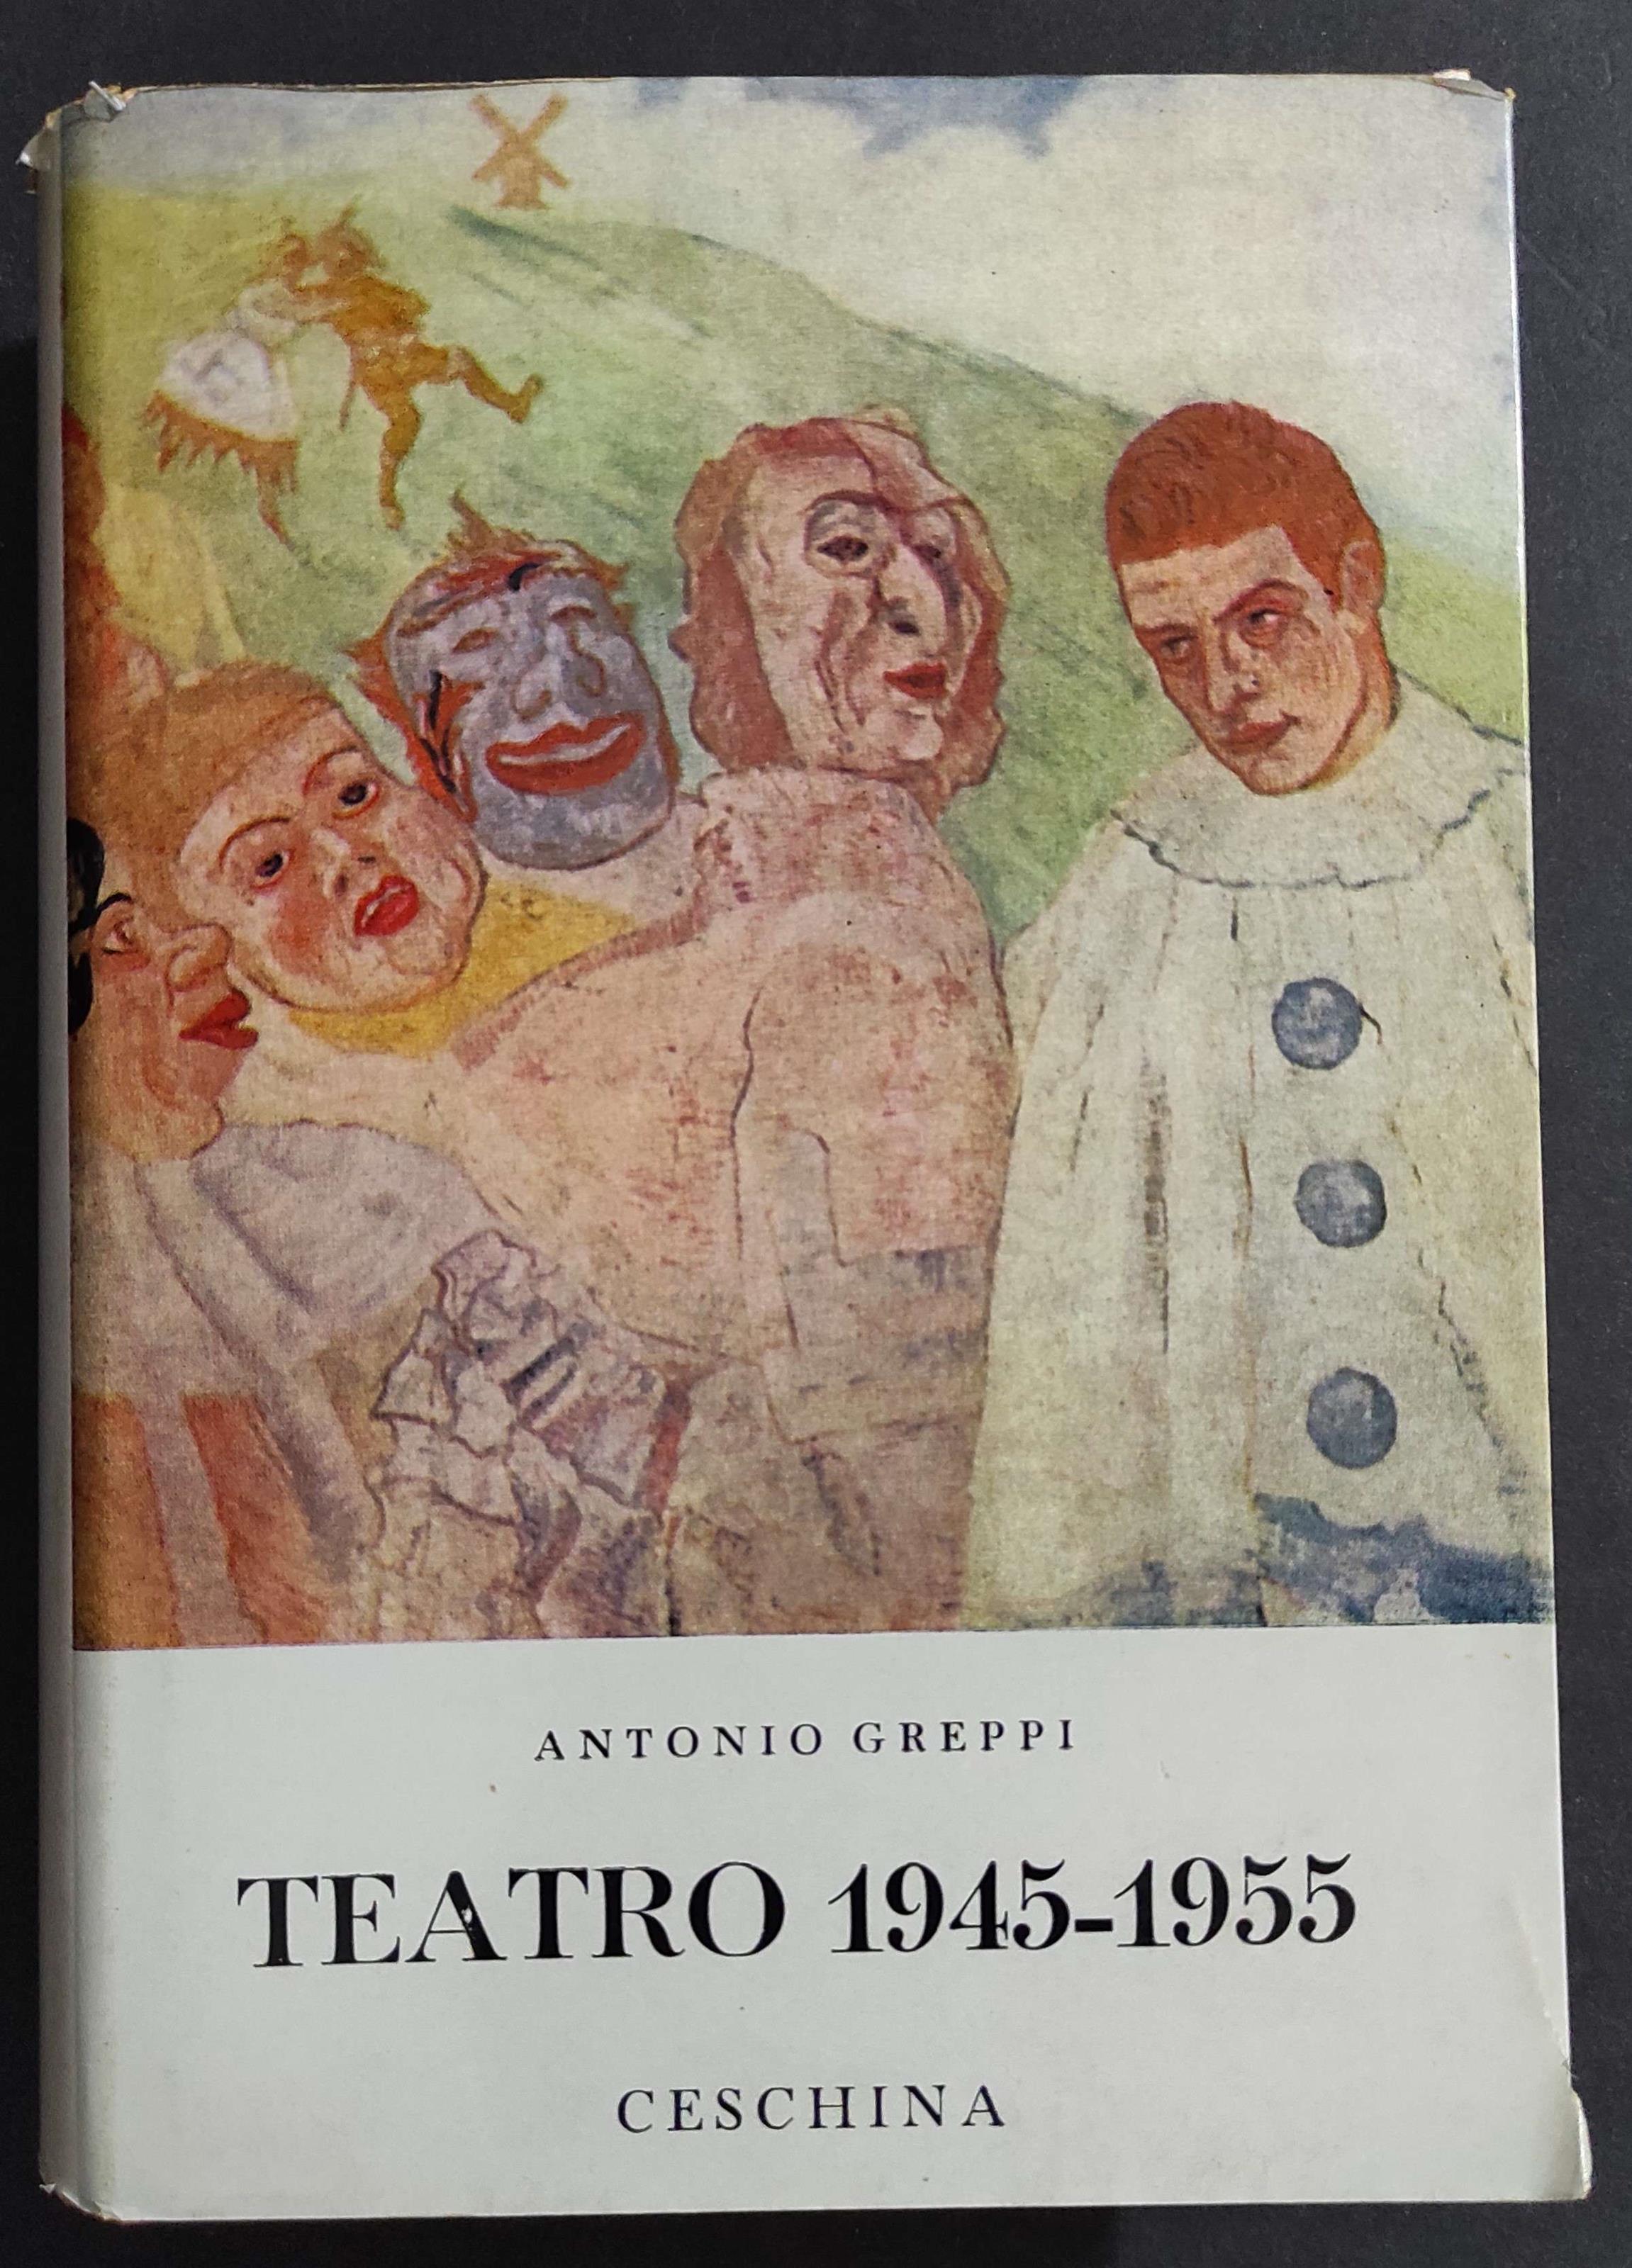 ANTONIO GREPPI
TEATRO 1945-1955
CESCHINA